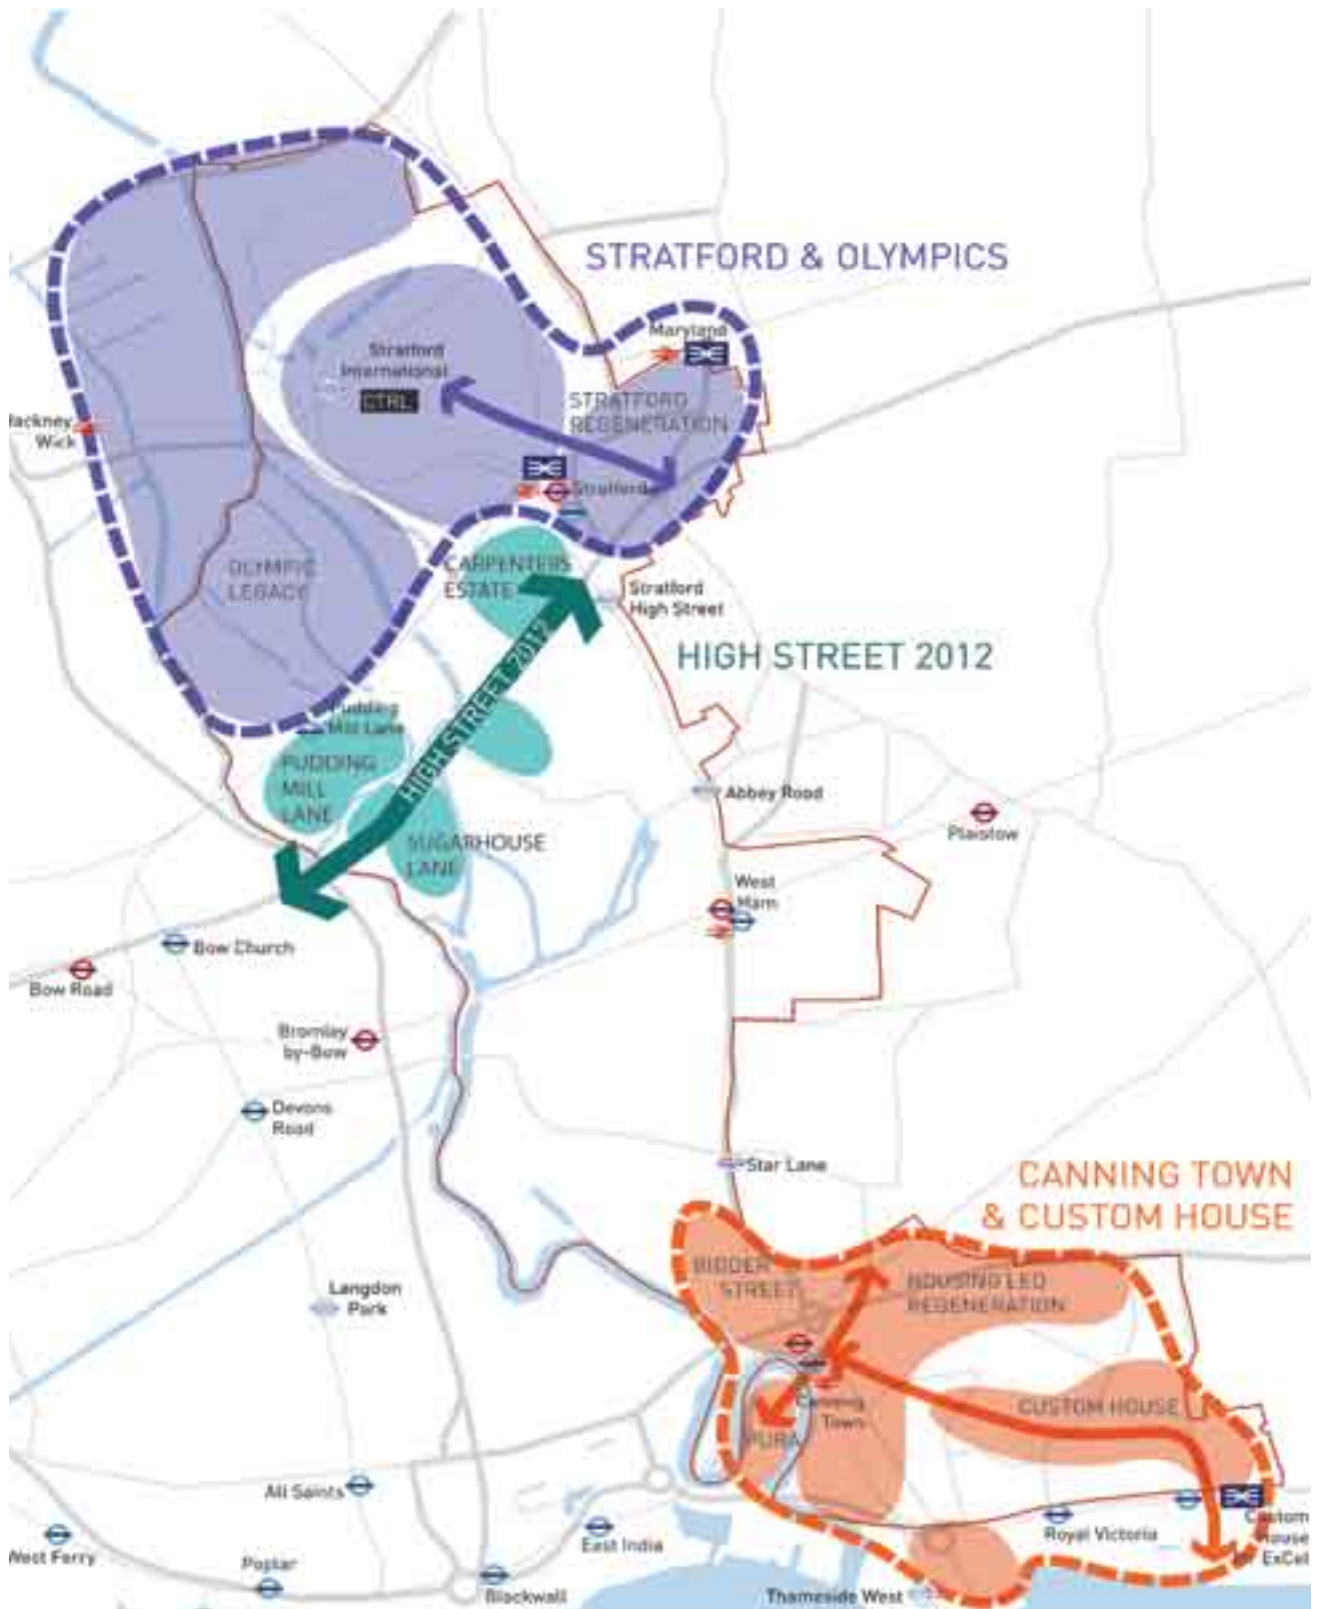 STRATFORD & OLYMPICS
Maryland
Stratford
International
CTRL
STRATFORD
REGENERATION
Hackney
Wick
Stratford
OLYMPIC
LEGACY
CARPENTERS
ESTATE
Stratford
High Street
HIGH STREET 2012
HIGH STREET 2012
Pudding
Mill Lane
PUDDING
MILL
LANE
Abbey Road
Plaistow
SUGARHOUSE
LANE
West
Ham
Bow Church
Bow Road
Bromley
by-Bow
Devons
Road
Star Lane
CANNING TOWN
& CUSTOM HOUSE
BIDDER
STREET
HOUSING LED
REGENERATION
Langdon
Park
Canning
Town
CUSTOM HOUSE
PURA
All Saints
Royal Victoria
Custom
House
for ExCel
East India
West Ferry
Poplar
Blackwall
Thameside West